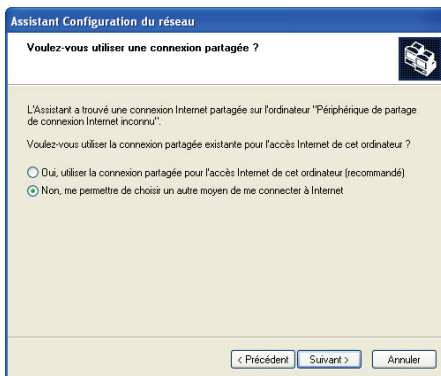 Assistant Configuration du réseau
Voulez-vous utiliser une connexion partagée ?
L'Assistant a trouvé une connexion Internet partagée sur l'ordinateur "Périphérique de partage
de connexion Internet inconnu".
Voulez-vous utiliser la connexion partagée existante pour l'accès Internet de cet ordinateur ?
Oui, utiliser la connexion partagée pour l'accès Internet de cet ordinateur (recommandé)
Non, me permettre de choisir un autre moyen de me connecter à Internet
< Précédent Suivant > Annuler